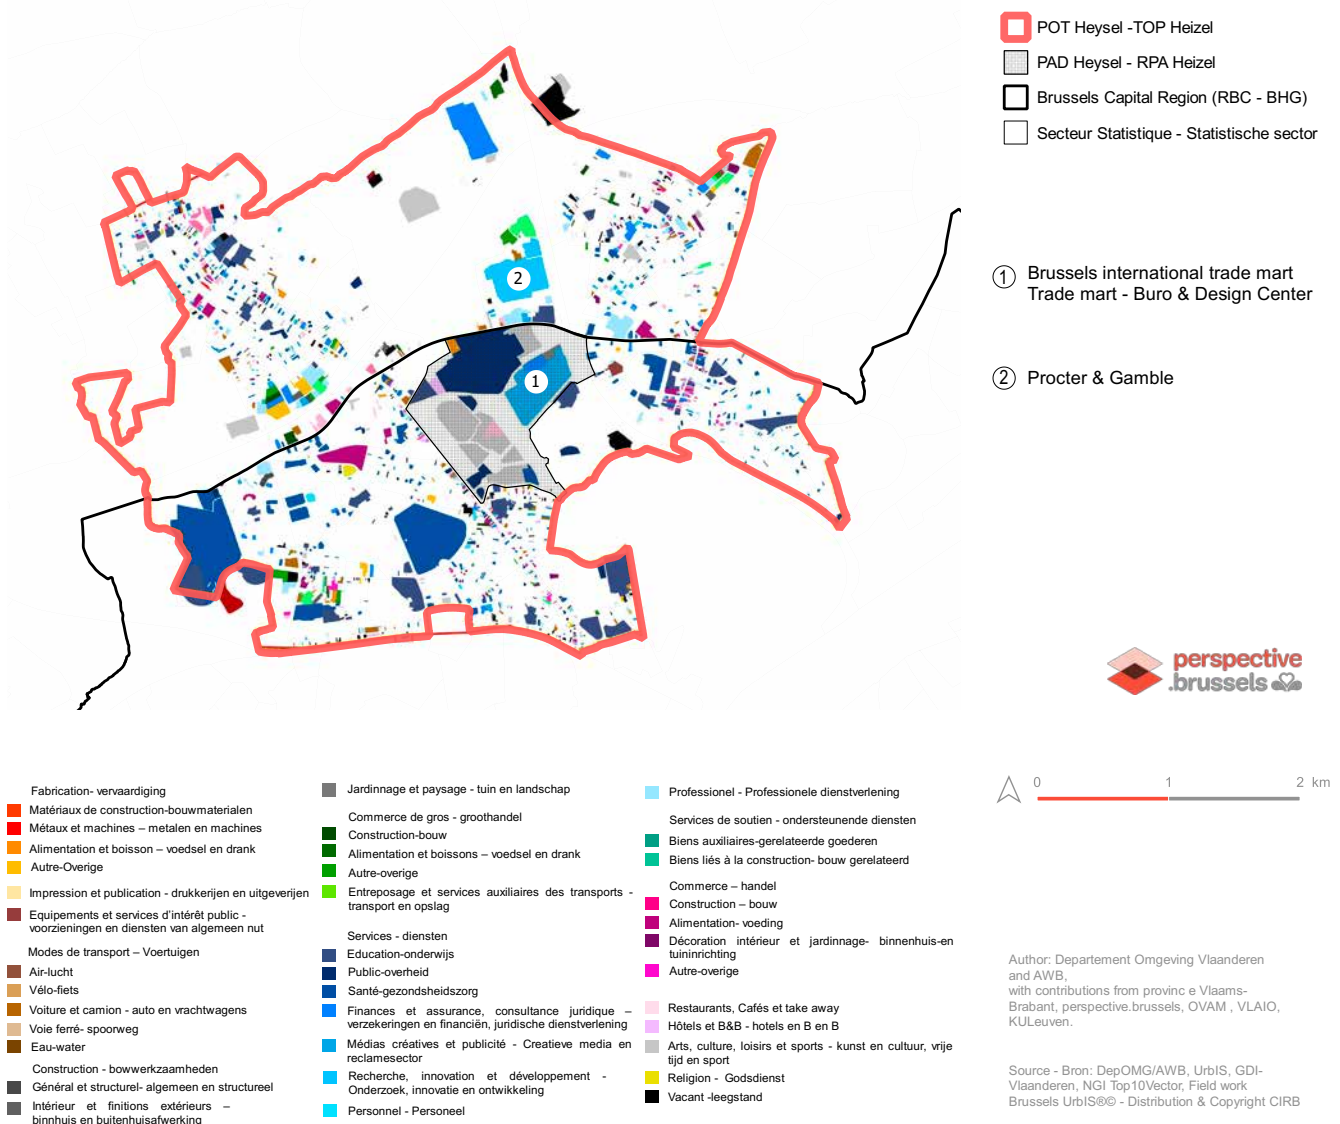 POT Heysel -TOP Heizel
PAD Heysel - RPA Heizel
Brussels Capital Region (RBC - BHG)
Secteur Statistique - Statistische sector
1 Brussels international trade mart
Trade mart - Buro & Design Center
2 Procter & Gamble
2
1
perspective
.brussels
0 1 2 km
Fabrication- vervaardiging
Matériaux de construction-bouwmaterialen
Métaux et machines – metalen en machines
Alimentation et boisson – voedsel en drank
Autre-Overige
Impression et publication - drukkerijen en uitgeverijen
Equipements et services d'intérêt public -
voorzieningen en diensten van algemeen nut
Modes de transport – Voertuigen
Air-lucht
Vélo-fiets
Voiture et camion - auto en vrachtwagens
Voie ferré- spoorweg
Eau-water
Construction - bowwerkzaamheden
Général et structurel- algemeen en structureel
Intérieur et finitions extérieurs –
binnhuis en buitenhuisafwerking
Jardinnage et paysage - tuin en landschap
Commerce de gros - groothandel
Construction-bouw
Alimentation et boissons – voedsel en drank
Autre-overige
Entreposage et services auxiliaires des transports -
transport en opslag
Services - diensten
Education-onderwijs
Public-overheid
Santé-gezondsheidszorg
Finances et assurance, consultance juridique –
verzekeringen en financiën, juridische dienstverlening
Médias créatives et publicité - Creatieve media en
reclamesector
Recherche, innovation et développement -
Onderzoek, innovatie en ontwikkeling
Personnel - Personeel
Professionel - Professionele dienstverlening
Services de soutien - ondersteunende diensten
Biens auxiliaires-gerelateerde goederen
Biens liés à la construction- bouw gerelateerd
Commerce – handel
Construction – bouw
Alimentation- voeding
Décoration intérieur et jardinnage- binnenhuis-en
tuininrichting
Autre-overige
Restaurants, Cafés et take away
Hôtels et B&B - hotels en B en B
Arts, culture, loisirs et sports - kunst en cultuur, vrije
tijd en sport
Religion - Godsdienst
Vacant -leegstand
Author: Departement Omgeving Vlaanderen
and AWB,
with contributions from provinc e Vlaams-
Brabant, perspective.brussels, OVAM , VLAIO,
KULeuven.
Source - Bron: DepOMG/AWB, UrbIS, GDI-
Vlaanderen, NGI Top10Vector, Field work
Brussels UrbIS®© - Distribution & Copyright CIRB